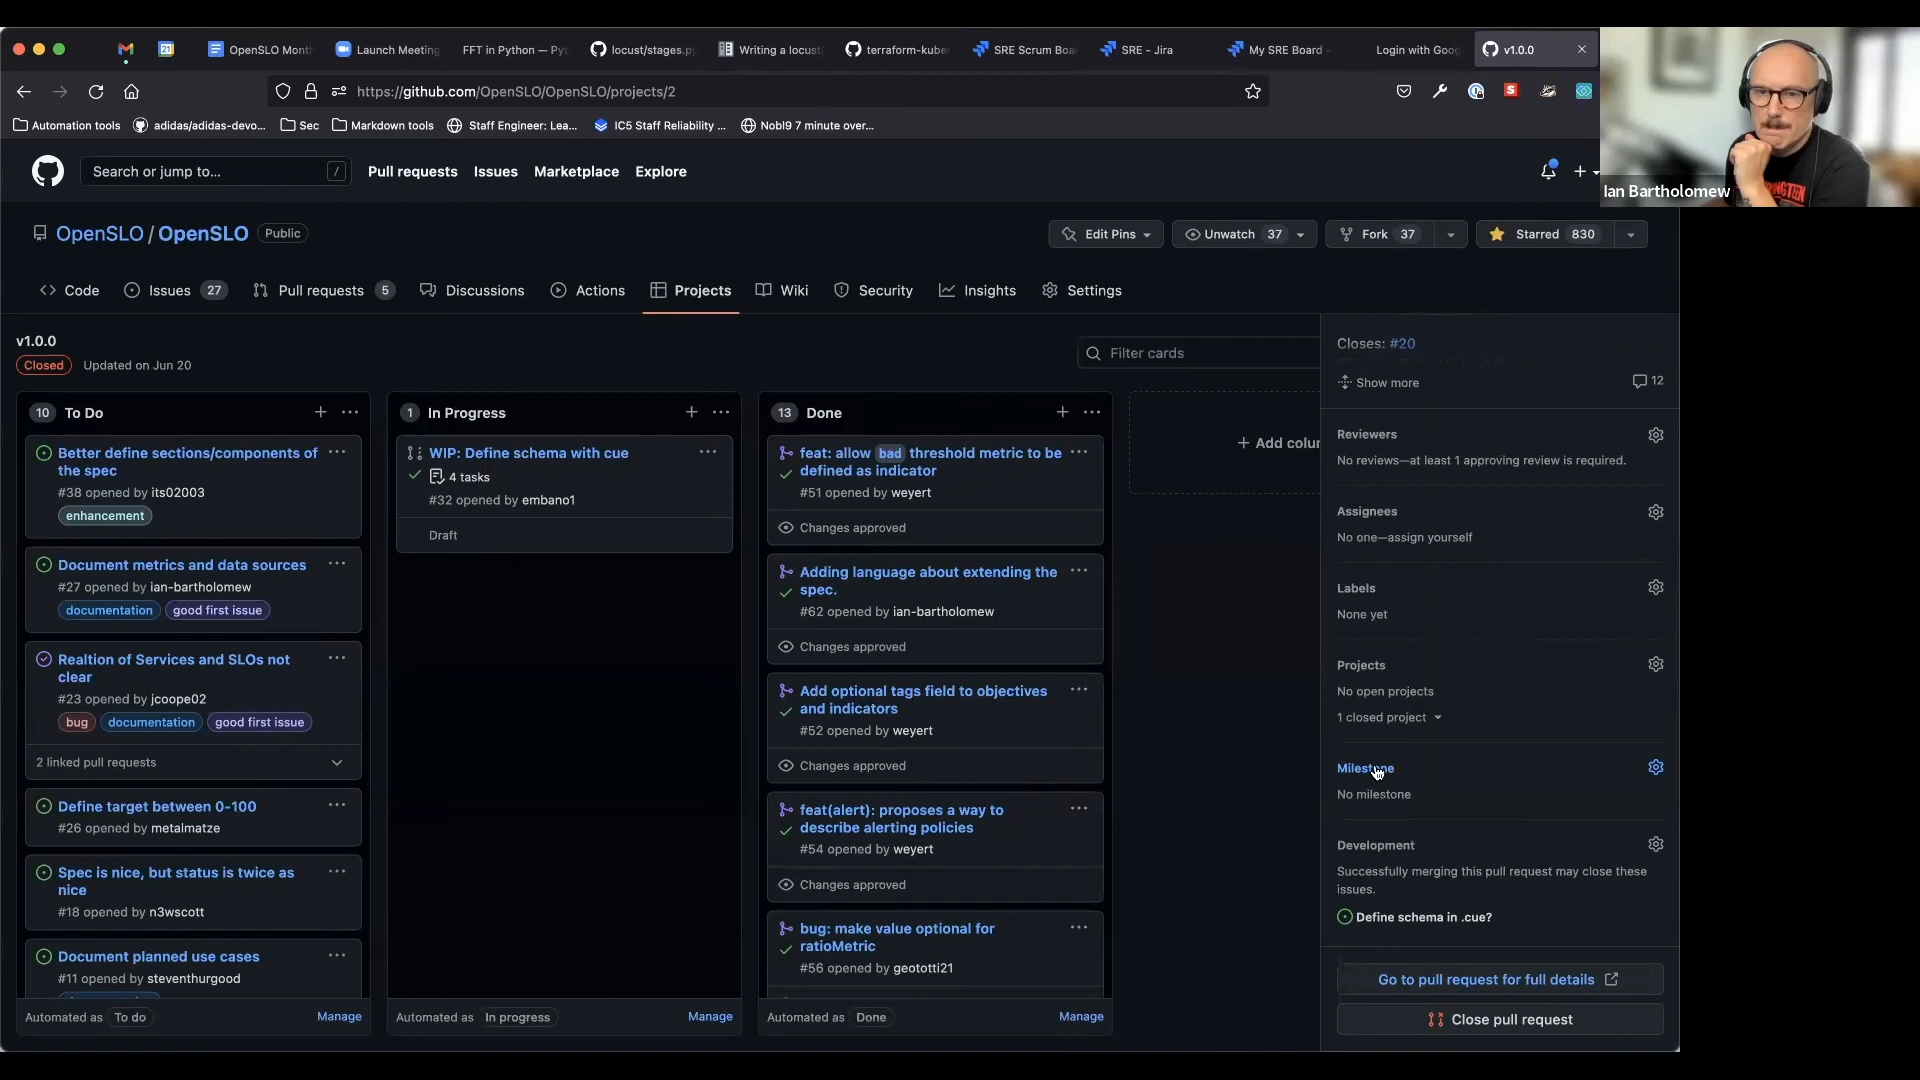 OpenSLO Mont
Launch Meeting
FFT in Python — Py
locust/stages.p
Writing a locust
terraform-kube
SRE Scrum Boa
SRE - Jira
My SRE Board -
Login with Goo
v1.0.0
https://github.com/OpenSLO/OpenSLO/projects/2
Automation tools
adidas/adidas-devo...
Sec
Markdown tools
Staff Engineer: Lea...
IC5 Staff Reliability ...
Nobl9 7 minute over...
Ian Bartholomew
Search or jump to...
/
Pull requests
Issues
Marketplace
Explore
OpenSLO / OpenSLO
Public
Edit Pins
Unwatch 37
Fork 37
Starred 830
Code
Issues 27
Pull requests 5
Discussions
Actions
Projects
Wiki
Security
Insights
Settings
v1.0.0
Closed
Updated on Jun 20
Filter cards
10 To Do
Better define sections/components of
the spec
#38 opened by its02003
enhancement
Document metrics and data sources
#27 opened by ian-bartholomew
documentation
good first issue
Realtion of Services and SLOs not
clear
#23 opened by jcoope02
bug
documentation
good first issue
2 linked pull requests
Define target between 0-100
#26 opened by metalmatze
Spec is nice, but status is twice as
nice
#18 opened by n3wscott
Document planned use cases
#11 opened by steventhurgood
Automated as To do
Manage
1 In Progress
WIP: Define schema with cue
4 tasks
#32 opened by embano1
Draft
Automated as In progress
Manage
13 Done
feat: allow bad threshold metric to be
defined as indicator
#51 opened by weyert
Changes approved
Adding language about extending the
spec.
#62 opened by ian-bartholomew
Changes approved
Add optional tags field to objectives
and indicators
#52 opened by weyert
Changes approved
feat(alert): proposes a way to
describe alerting policies
#54 opened by weyert
Changes approved
bug: make value optional for
ratioMetric
#56 opened by geototti21
Automated as Done
Manage
Add colu
Closes: #20
Show more
12
Reviewers
No reviews—at least 1 approving review is required.
Assignees
No one—assign yourself
Labels
None yet
Projects
No open projects
1 closed project
Milestone
No milestone
Development
Successfully merging this pull request may close these
issues.
Define schema in .cue?
Go to pull request for full details
Close pull request